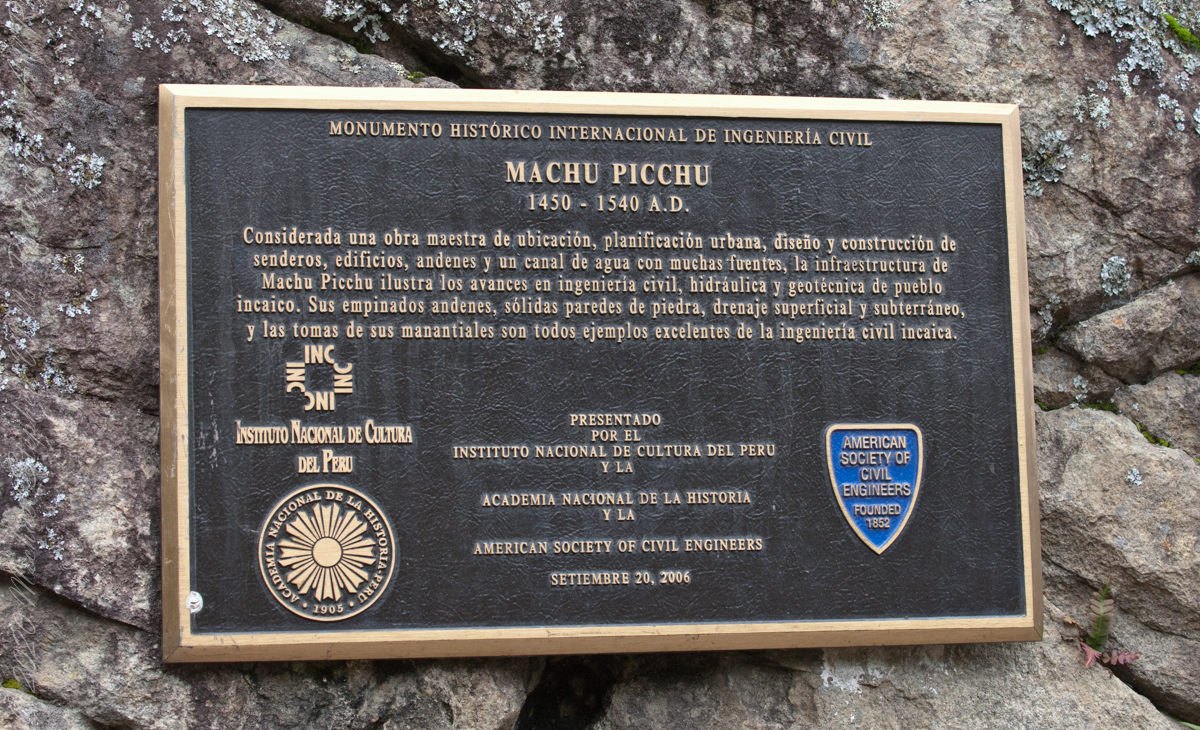 MONUMENTO HISTÓRICO INTERNACIONAL DE INGENIERÍA CIVIL
MACHU PICCHU
1450 - 1540 A.D.
Considerada una obra maestra de ubicación, planificación urbana, diseño y construcción de
senderos, edificios, andenes y un canal de agua con muchas fuentes, la infraestructura de
Machu Picchu ilustra los avances en ingeniería civil, hidráulica y geotécnica de pueblo
incaico. Sus empinados andenes, sólidas paredes de piedra, drenaje superficial y subterráneo,
y las tomas de sus manantiales son todos ejemplos excelentes de la ingeniería civil incaica.
INC
INC
INC
INC
INSTITUTO NACIONAL DE CULTURA
DEL PERU
ACADEMIA NACIONAL DE LA HISTORIA-PERU
• 1905 •
PRESENTADO
POR EL
INSTITUTO NACIONAL DE CULTURA DEL PERU
Y LA
ACADEMIA NACIONAL DE LA HISTORIA
Y LA
AMERICAN SOCIETY OF CIVIL ENGINEERS
SETIEMBRE 20, 2006
AMERICAN
SOCIETY OF
CIVIL
ENGINEERS
FOUNDED
1852